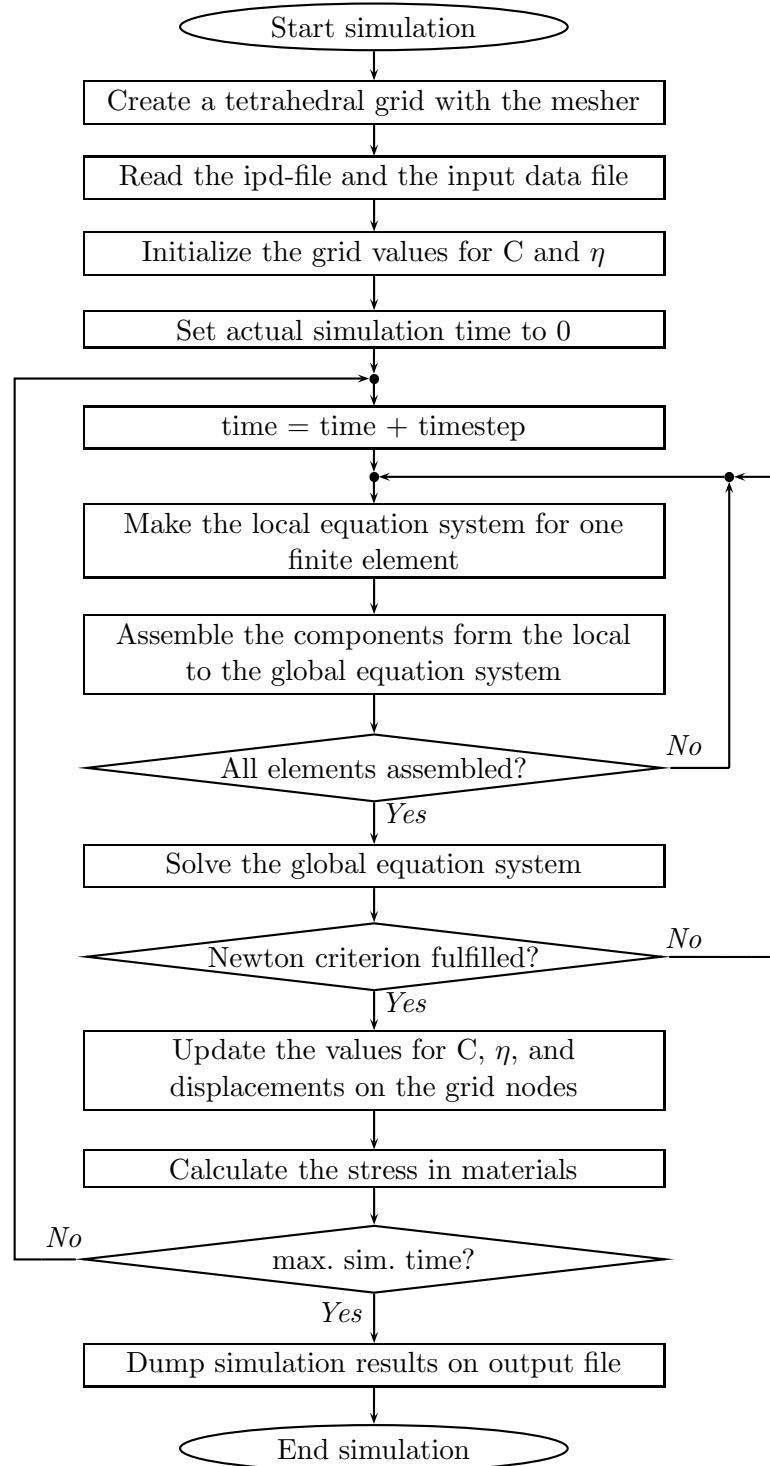 Start simulation
Create a tetrahedral grid with the mesher
Read the ipd-file and the input data file
Initialize the grid values for C and η
Set actual simulation time to 0
time = time + timestep
Make the local equation system for one
finite element
Assemble the components form the local
to the global equation system
No
All elements assembled?
Yes
Solve the global equation system
No
Newton criterion fulfilled?
Yes
Update the values for C, η, and
displacements on the grid nodes
Calculate the stress in materials
No
max. sim. time?
Yes
Dump simulation results on output file
End simulation